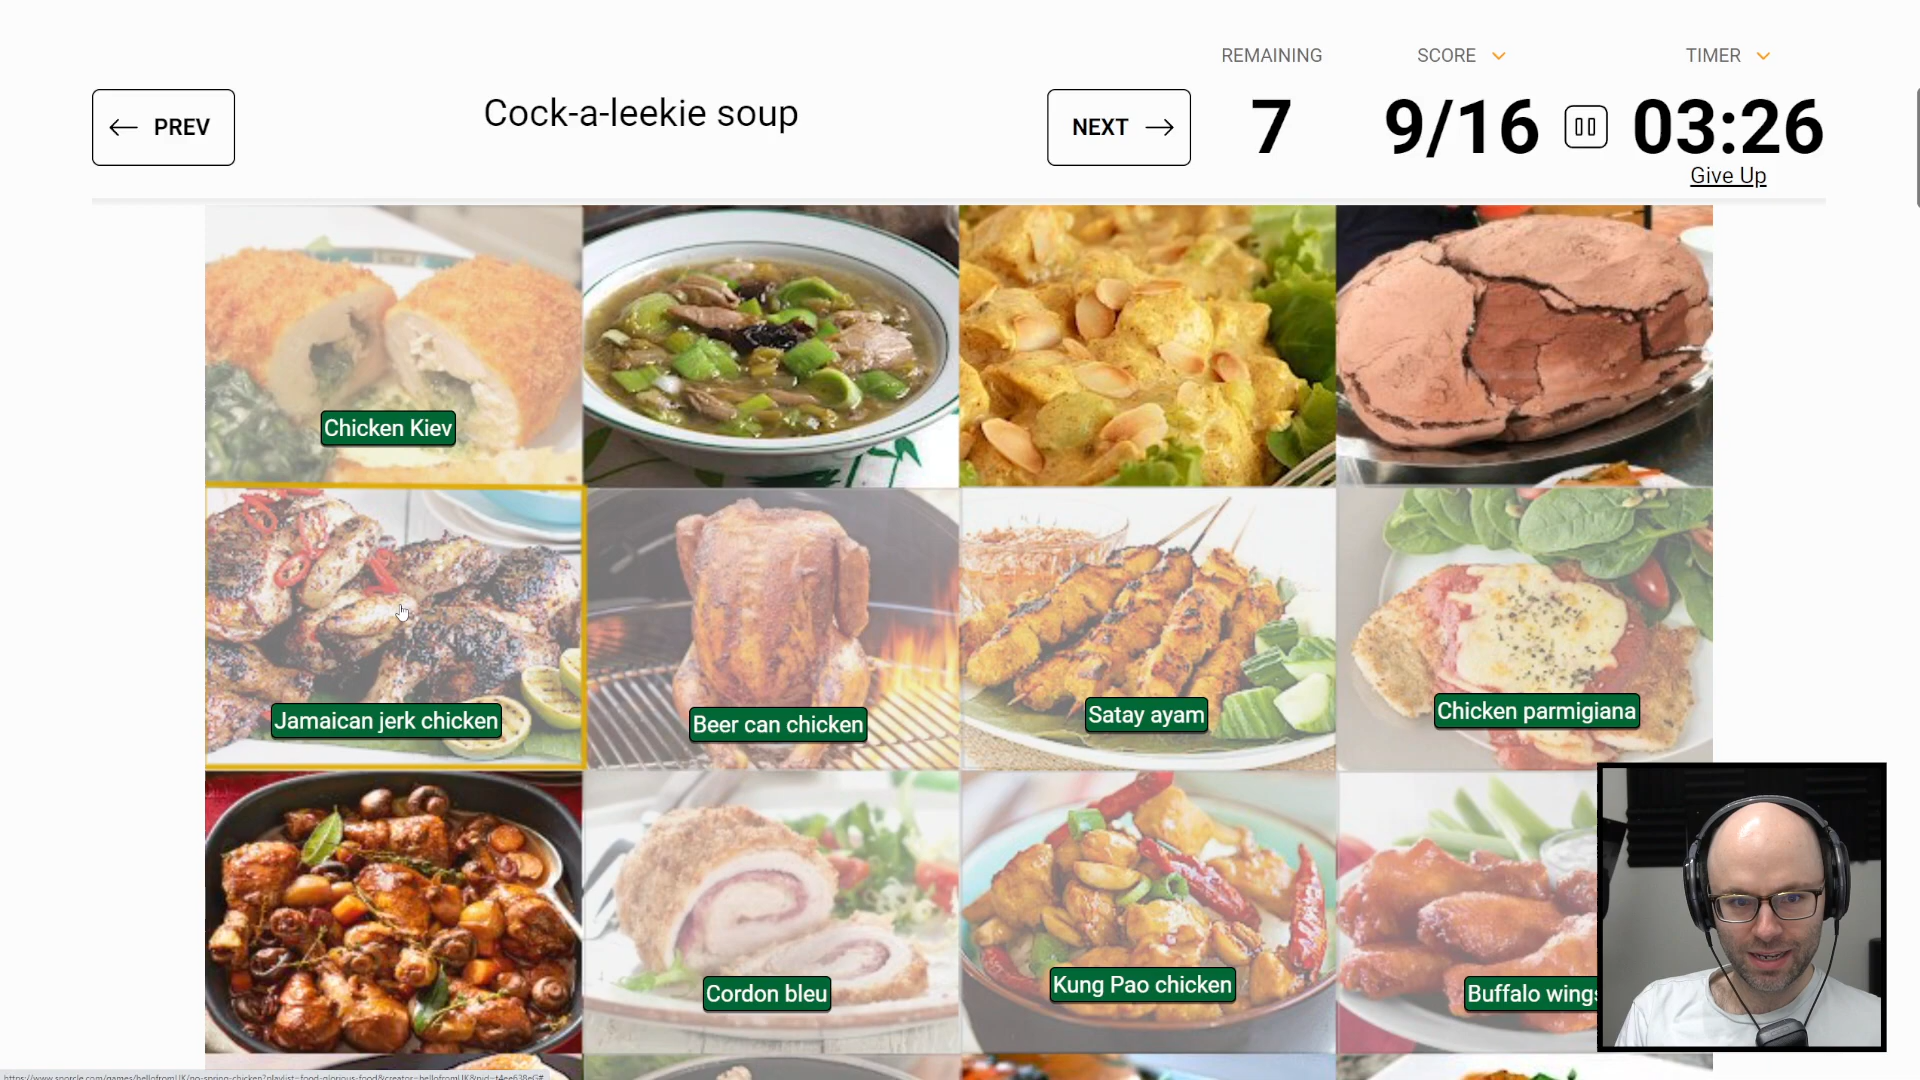 REMAINING
SCORE
TIMER
PREV
Cock-a-leekie soup
NEXT
7
9/16
03:26
Give Up
Chicken Kiev
Jamaican jerk chicken
Beer can chicken
Satay ayam
Chicken parmigiana
Cordon bleu
Kung Pao chicken
Buffalo wings